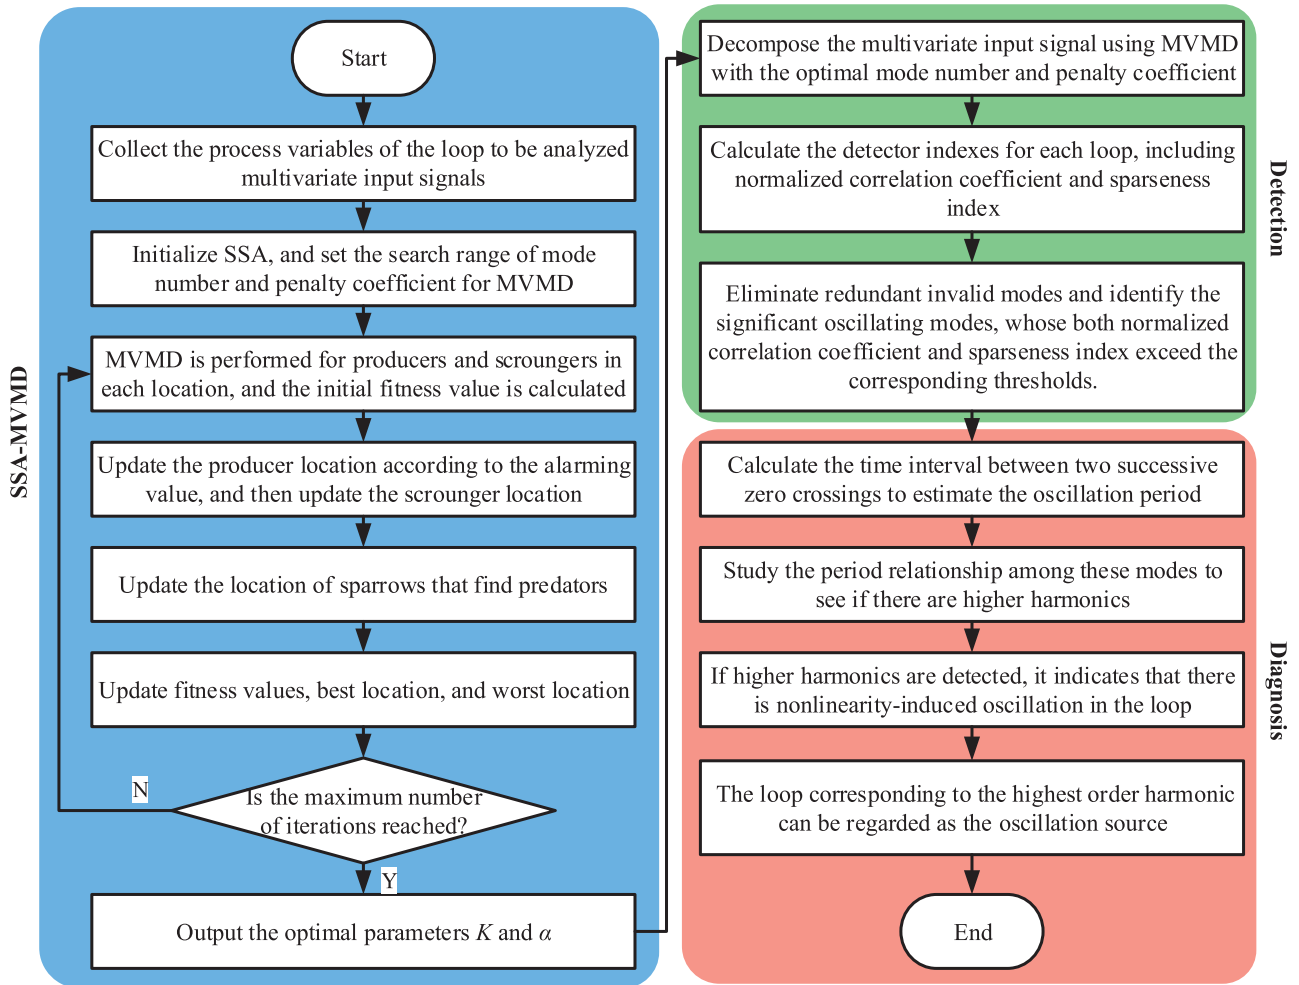 SSA-MVMD
Start
Collect the process variables of the loop to be analyzed
multivariate input signals
Initialize SSA, and set the search range of mode
number and penalty coefficient for MVMD
MVMD is performed for producers and scroungers in
each location, and the initial fitness value is calculated
Update the producer location according to the alarming
value, and then update the scrounger location
Update the location of sparrows that find predators
Update fitness values, best location, and worst location
Is the maximum number
of iterations reached?
N
Y
Output the optimal parameters K and α
Detection
Decompose the multivariate input signal using MVMD
with the optimal mode number and penalty coefficient
Calculate the detector indexes for each loop, including
normalized correlation coefficient and sparseness
index
Eliminate redundant invalid modes and identify the
significant oscillating modes, whose both normalized
correlation coefficient and sparseness index exceed the
corresponding thresholds.
Diagnosis
Calculate the time interval between two successive
zero crossings to estimate the oscillation period
Study the period relationship among these modes to
see if there are higher harmonics
If higher harmonics are detected, it indicates that there
is nonlinearity-induced oscillation in the loop
The loop corresponding to the highest order harmonic
can be regarded as the oscillation source
End